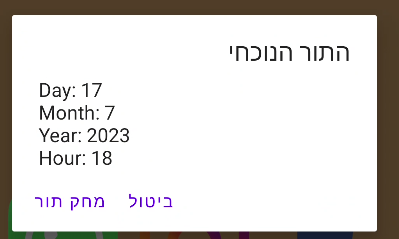 התור הנוכחי
Day: 17
Month: 7
Year: 2023
Hour: 18
ביטול
מחק תור